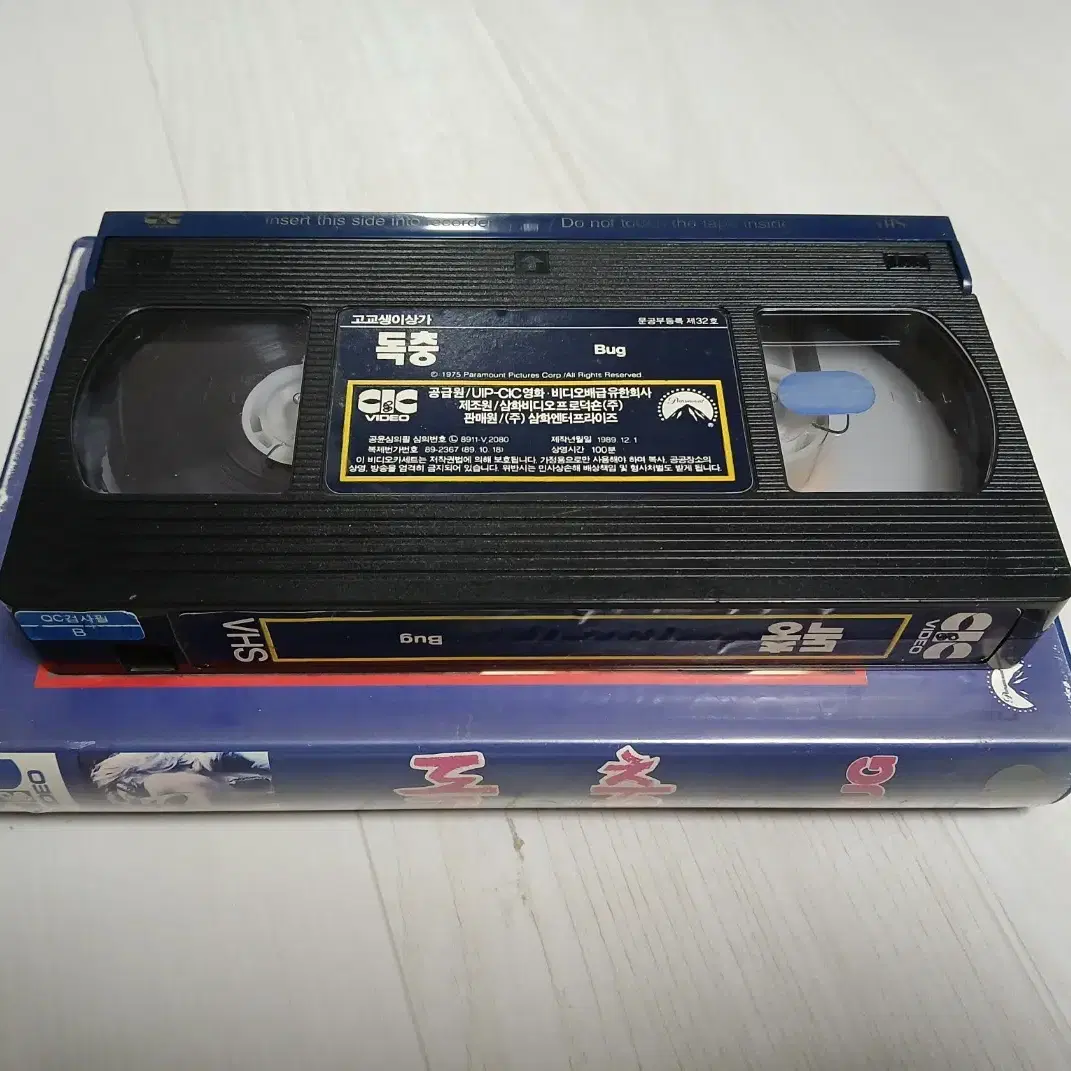 CIC
Insert this side into recorder
Do not touch the tape inside
VHS
고교생이상가
문공부등록 제32호
독충
Bug
© 1975 Paramount Pictures Corp./All Rights Reserved
CIC
&
VIDEO
공급원/UIP-CIC영화·비디오배급유한회사
제조원/삼화비디오프로덕숀(주)
판매원/(주)삼화엔터프라이즈
Paramount
공윤심의필 심의번호 ⓒ 8911-V.2080
제작년월일 1989. 12. 1
복제번가번호 89-2367 (89. 10. 18)
상영시간 100분
이 비디오카세트는 저작권법에 의해 보호됩니다. 가정용으로만 사용해야 하며 복사, 공공장소의
상영, 방송을 엄격히 금지되어 있습니다. 위반시는 민사상손해 배상책임 및 형사처벌도 받게 됩니다.
QC검사필
B
VHS
Bug
독충
CIC
&
VIDEO
독충